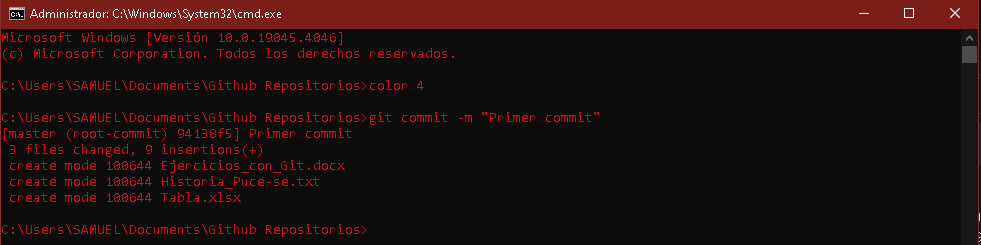 Administrador: C:\Windows\System32\cmd.exe
Microsoft Windows [Versión 10.0.19045.4046]
(c) Microsoft Corporation. Todos los derechos reservados.
C:\Users\SAMUEL\Documents\Github Repositorios>color 4
C:\Users\SAMUEL\Documents\Github Repositorios>git commit -m "Primer commit"
[master (root-commit) 94138f5] Primer commit
 3 files changed, 9 insertions(+)
 create mode 100644 Ejercicios_con_Git.docx
 create mode 100644 Historia_Puce-se.txt
 create mode 100644 Tabla.xlsx
C:\Users\SAMUEL\Documents\Github Repositorios>